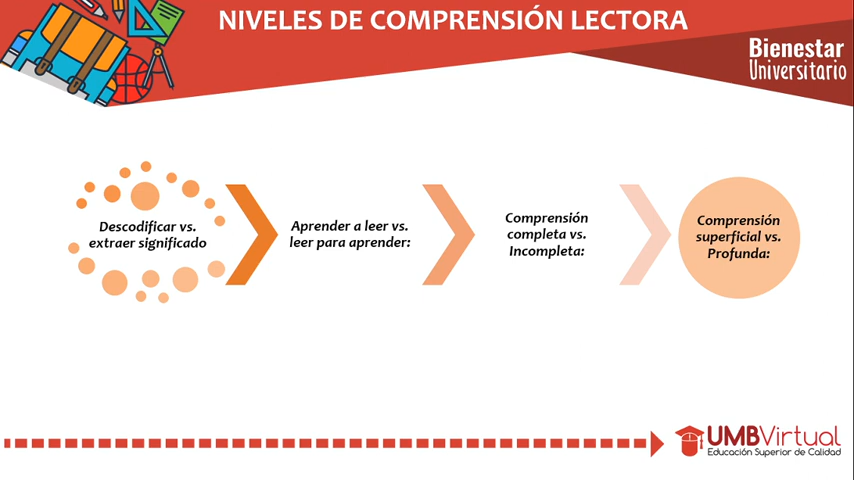 NIVELES DE COMPRENSIÓN LECTORA
Bienestar
Universitario
Descodificar vs.
extraer significado
Aprender a leer vs.
leer para aprender:
Comprensión
completa vs.
Incompleta:
Comprensión
superficial vs.
Profunda:
UMBVirtual
Educación Superior de Calidad